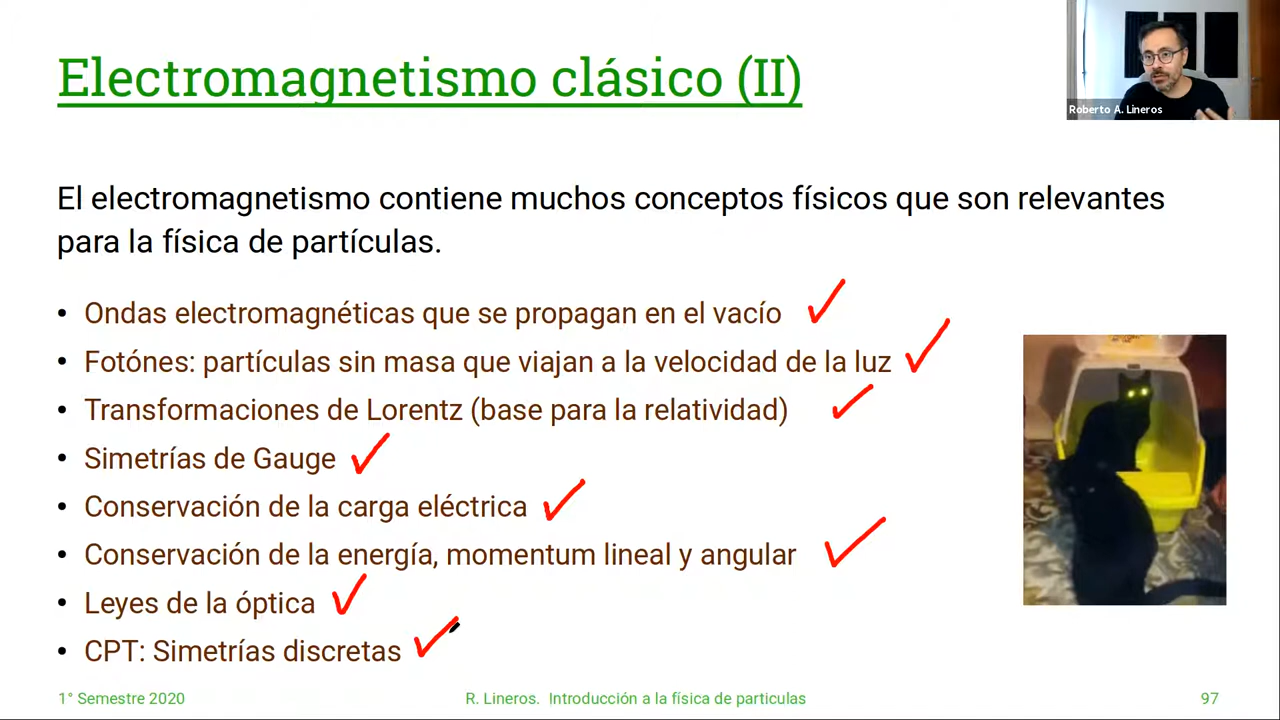 Electromagnetismo clásico (II)
Roberto A. Lineros
El electromagnetismo contiene muchos conceptos físicos que son relevantes
para la física de partículas.
• Ondas electromagnéticas que se propagan en el vacío
• Fotónes: partículas sin masa que viajan a la velocidad de la luz
• Transformaciones de Lorentz (base para la relatividad)
• Simetrías de Gauge
• Conservación de la carga eléctrica
• Conservación de la energía, momentum lineal y angular
• Leyes de la óptica
• CPT: Simetrías discretas
1° Semestre 2020
R. Lineros. Introducción a la física de particulas
97